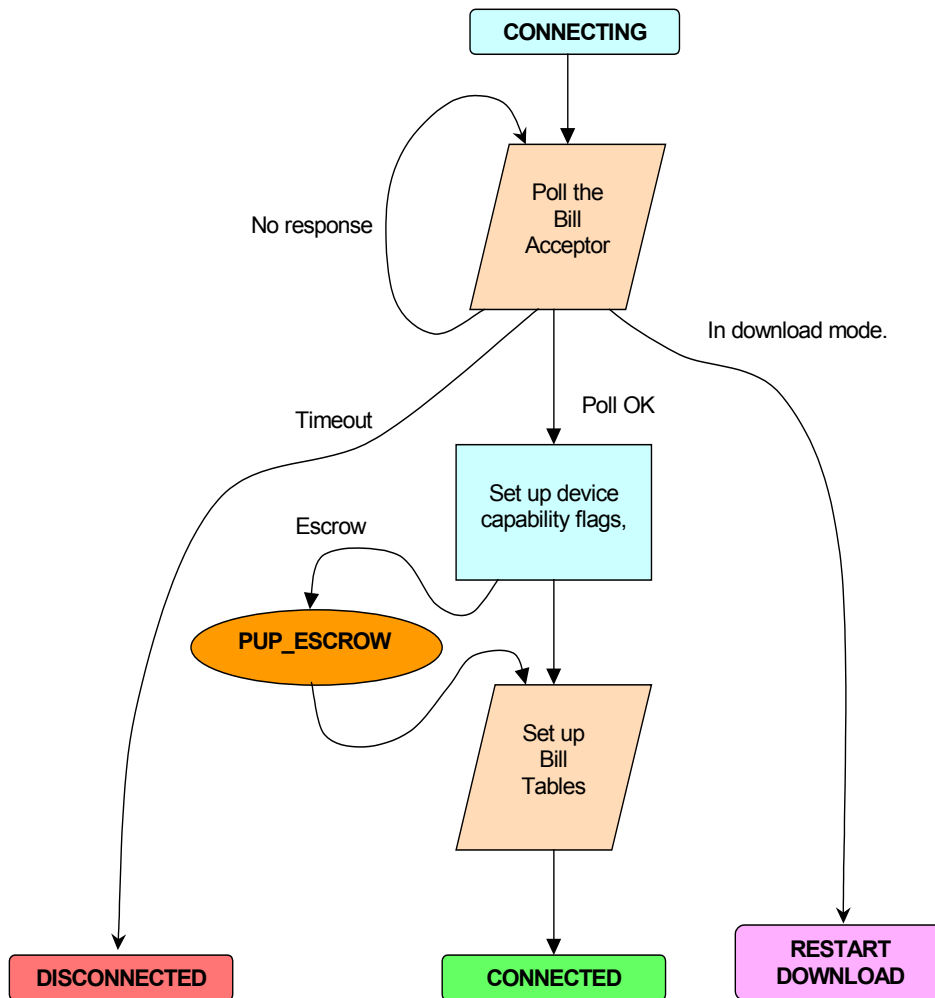 CONNECTING
Poll the
Bill
Acceptor
No response
In download mode.
Timeout
Poll OK
Set up device
capability flags,
Escrow
PUP_ESCROW
Set up
Bill
Tables
DISCONNECTED
CONNECTED
RESTART
DOWNLOAD